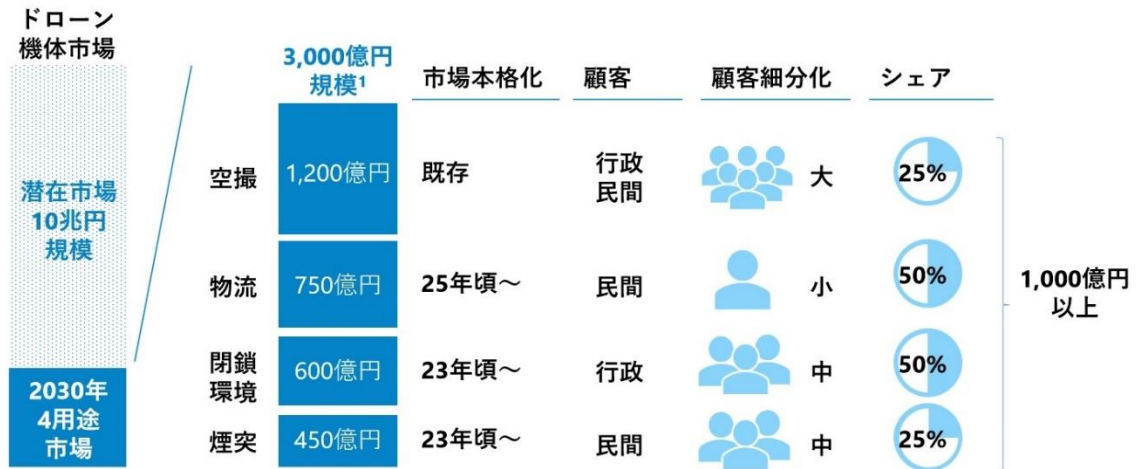 ドローン
機体市場
潜在市場
10兆円
規模
2030年
4用途
市場
3,000億円
規模¹
市場本格化
顧客
顧客細分化
シェア
空撮
1,200億円
既存
行政
民間
大
25%
物流
750億円
25年頃～
民間
小
50%
閉鎖
環境
600億円
23年頃～
行政
中
50%
煙突
450億円
23年頃～
民間
中
25%
1,000億円
以上